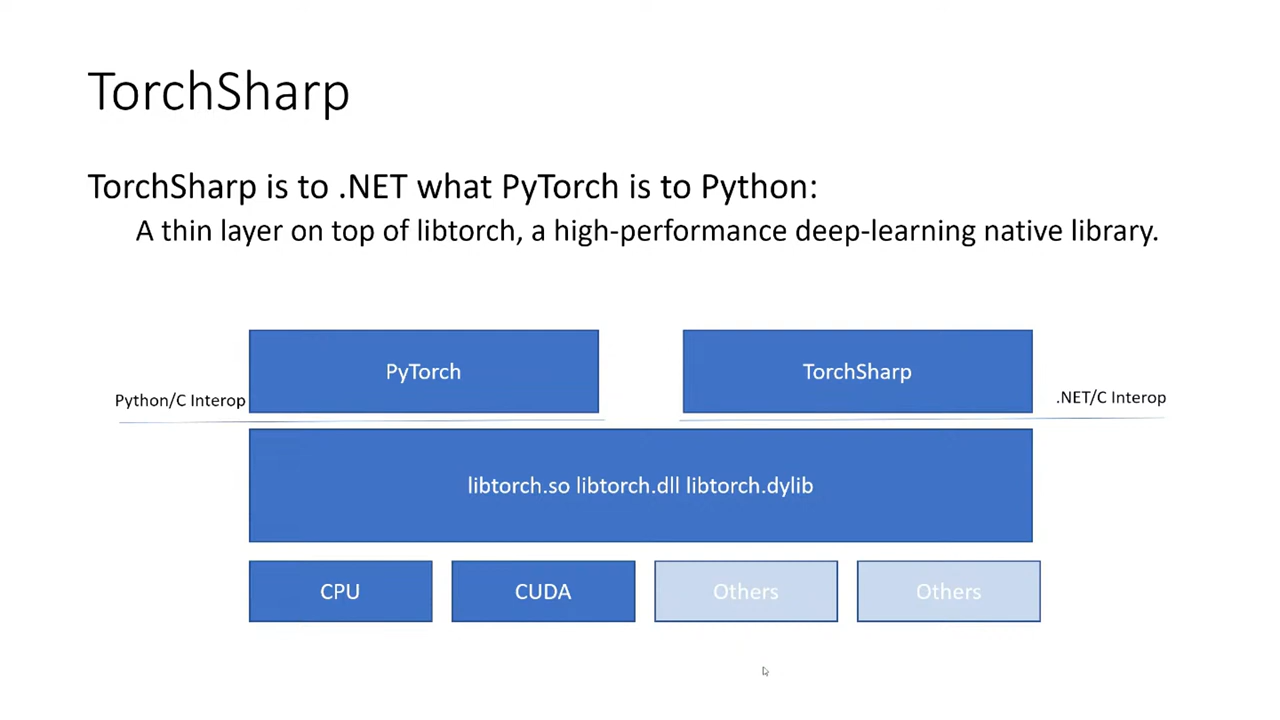 TorchSharp
TorchSharp is to .NET what PyTorch is to Python:
A thin layer on top of libtorch, a high-performance deep-learning native library.
PyTorch
TorchSharp
Python/C Interop
.NET/C Interop
libtorch.so libtorch.dll libtorch.dylib
CPU
CUDA
Others
Others